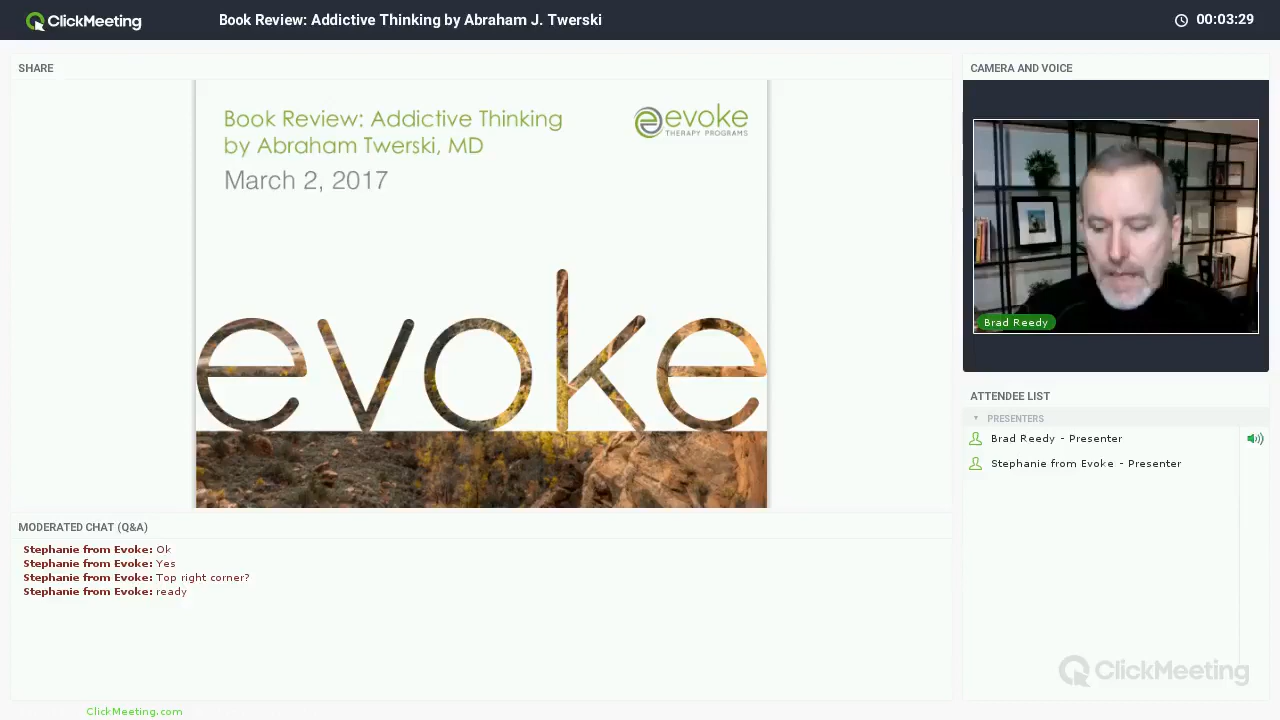 ClickMeeting
Book Review: Addictive Thinking by Abraham J. Twerski
00:03:29
SHARE
Book Review: Addictive Thinking
by Abraham Twerski, MD
March 2, 2017
evoke
THERAPY PROGRAMS
evoke
CAMERA AND VOICE
Brad Reedy
ATTENDEE LIST
PRESENTERS
Brad Reedy - Presenter
Stephanie from Evoke - Presenter
MODERATED CHAT (Q&A)
Stephanie from Evoke: Ok
Stephanie from Evoke: Yes
Stephanie from Evoke: Top right corner?
Stephanie from Evoke: ready
ClickMeeting
ClickMeeting.com